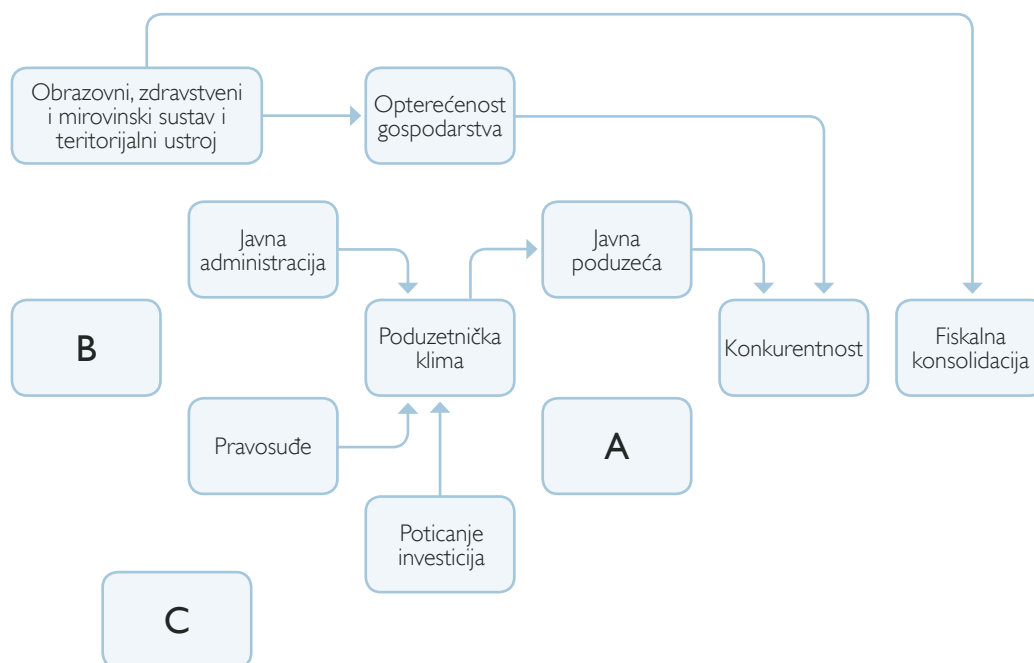 Obrazovni, zdravstveni
i mirovinski sustav i
teritorijalni ustroj
Opterećenost
gospodarstva
Javna
administracija
Javna
poduzeća
B
Poduzetnička
klima
Konkurentnost
Fiskalna
konsolidacija
Pravosuđe
A
Poticanje
investicija
C